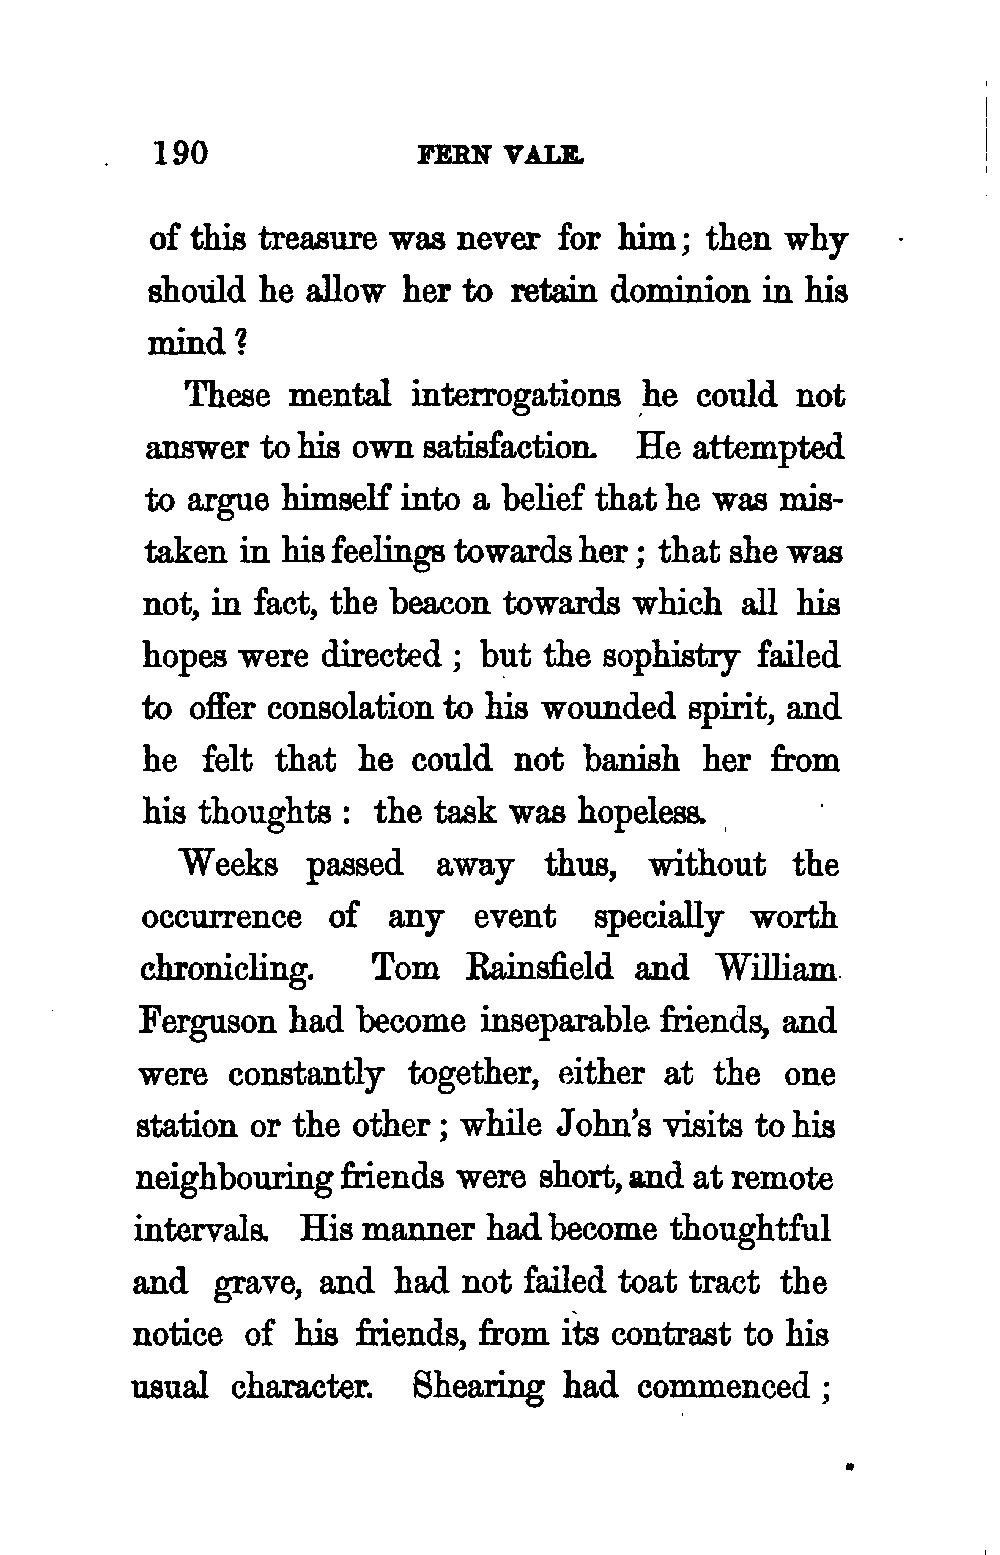 190 FERN VALE.
of this treasure was never for him; then why
should he allow her to retain dominion in his
mind?
These mental interrogations he could not
answer to his own satisfaction. He attempted
to argue himself into a belief that he was mis-
taken in his feelings towards her; that she was
not, in fact, the beacon towards which all his
hopes were directed; but the sophistry failed
to offer consolation to his wounded spirit, and
he felt that he could not banish her from
his thoughts: the task was hopeless.
Weeks passed away thus, without the
occurrence of any event specially worth
chronicling. Tom Rainsfield and William
Ferguson had become inseparable friends, and
were constantly together, either at the one
station or the other; while John's visits to his
neighbouring friends were short, and at remote
intervals. His manner had become thoughtful
and grave, and had not failed toat tract the
notice of his friends, from its contrast to his
usual character. Shearing had commenced;